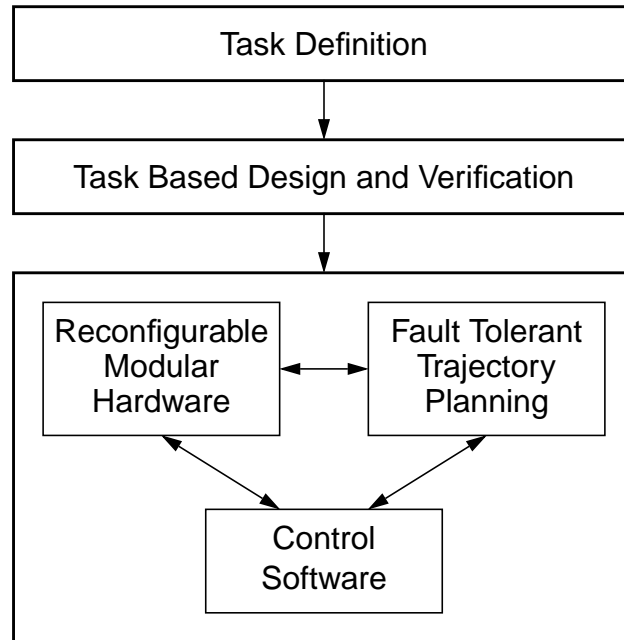 Task Definition
Task Based Design and Verification
Reconfigurable
Modular
Hardware
Fault Tolerant
Trajectory
Planning
Control
Software